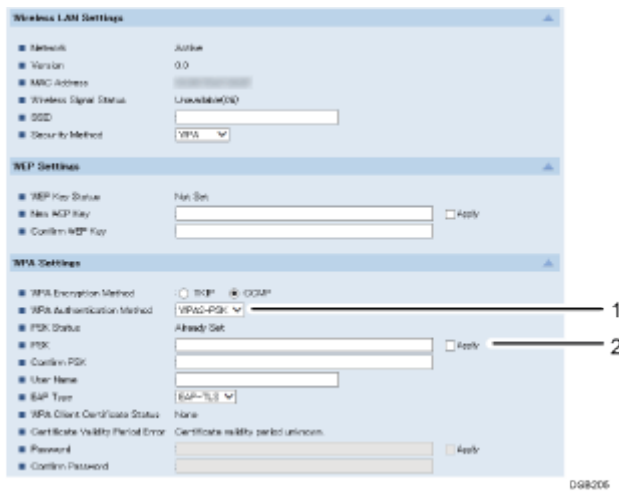 Wireless LAN Settings
Network Active
Version 0.0
MAC Address
Wireless Signal Status Unavailable(0%)
SSID
Security Method WPA
WEP Settings
WEP Key Status Not Set
New WEP Key Apply
Confirm WEP Key
WPA Settings
WPA Encryption Method TKIP CCMP
WPA Authentication Method WPA2-PSK 1
PSK Status Already Set
PSK Apply 2
Confirm PSK
User Name
EAP Type EAP-TLS
WPA Client Certificate Status None
Certificate Validity Period Error Certificate validity period unknown.
Password Apply
Confirm Password
DSB205